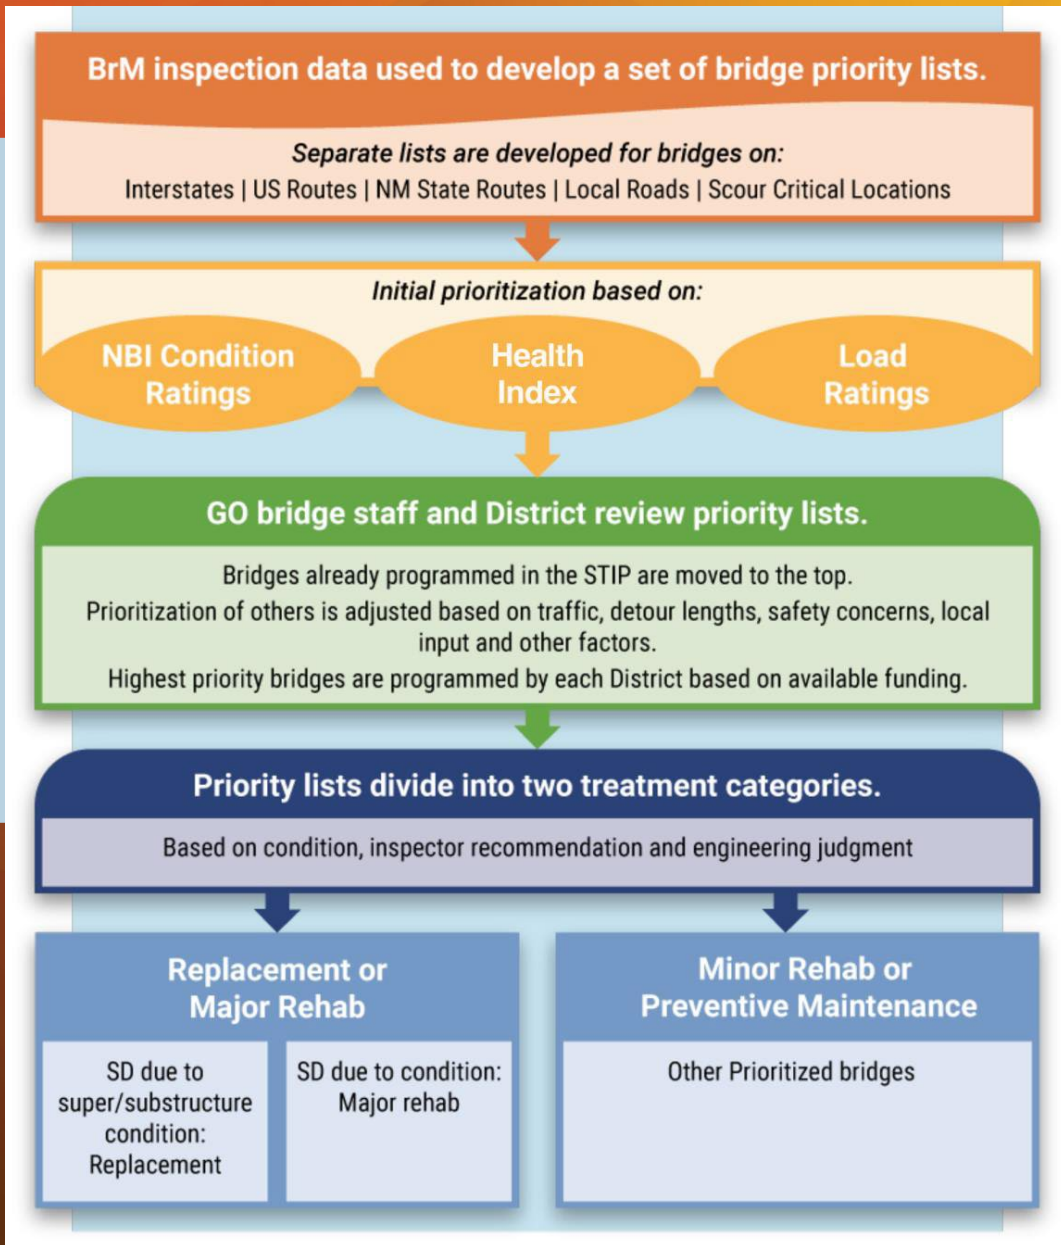 BrM inspection data used to develop a set of bridge priority lists.
Separate lists are developed for bridges on:
Interstates | US Routes | NM State Routes | Local Roads | Scour Critical Locations
Initial prioritization based on:
NBI Condition
Ratings
Health
Index
Load
Ratings
GO bridge staff and District review priority lists.
Bridges already programmed in the STIP are moved to the top.
Prioritization of others is adjusted based on traffic, detour lengths, safety concerns, local
input and other factors.
Highest priority bridges are programmed by each District based on available funding.
Priority lists divide into two treatment categories.
Based on condition, inspector recommendation and engineering judgment
Replacement or
Major Rehab
SD due to
super/substructure
condition:
Replacement
SD due to condition:
Major rehab
Minor Rehab or
Preventive Maintenance
Other Prioritized bridges